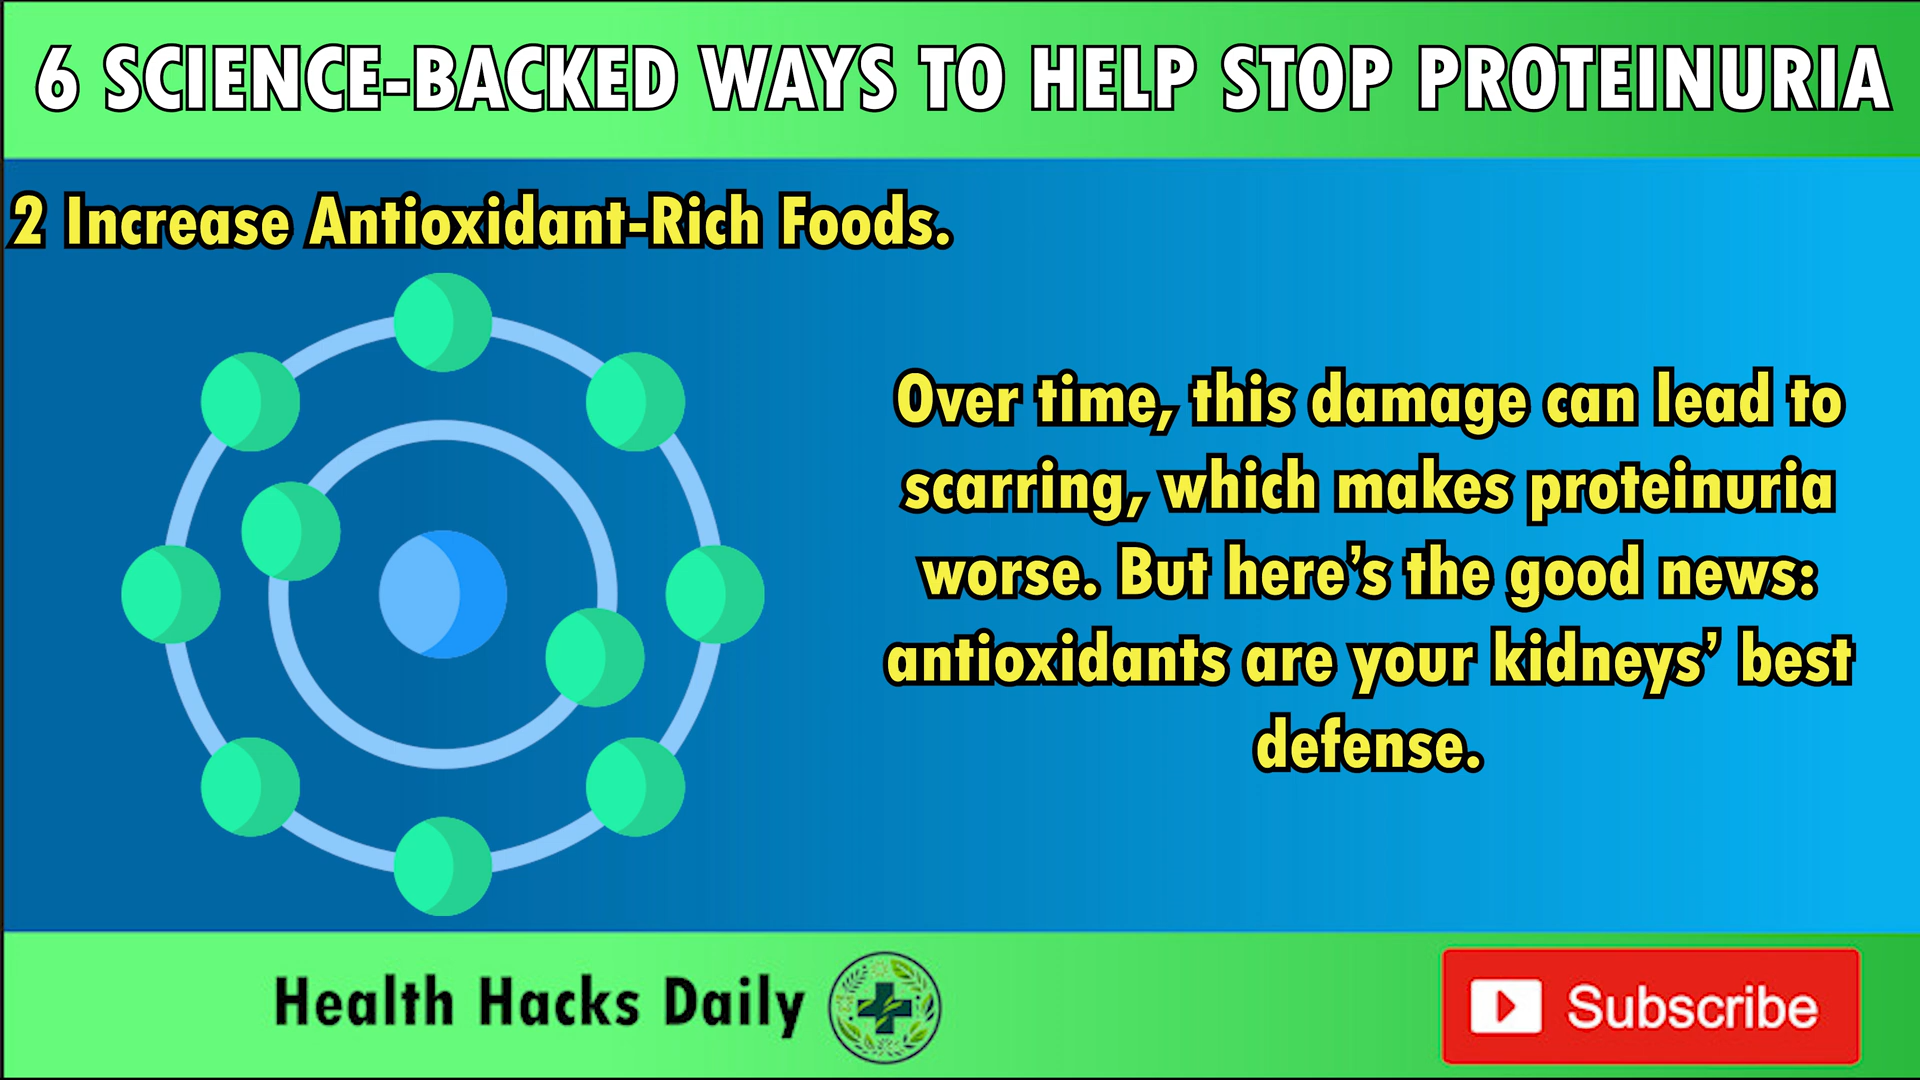 6 SCIENCE-BACKED WAYS TO HELP STOP PROTEINURIA
2 Increase Antioxidant-Rich Foods.
Over time, this damage can lead to
scarring, which makes proteinuria
worse. But here’s the good news:
antioxidants are your kidneys’ best
defense.
Health Hacks Daily
Subscribe